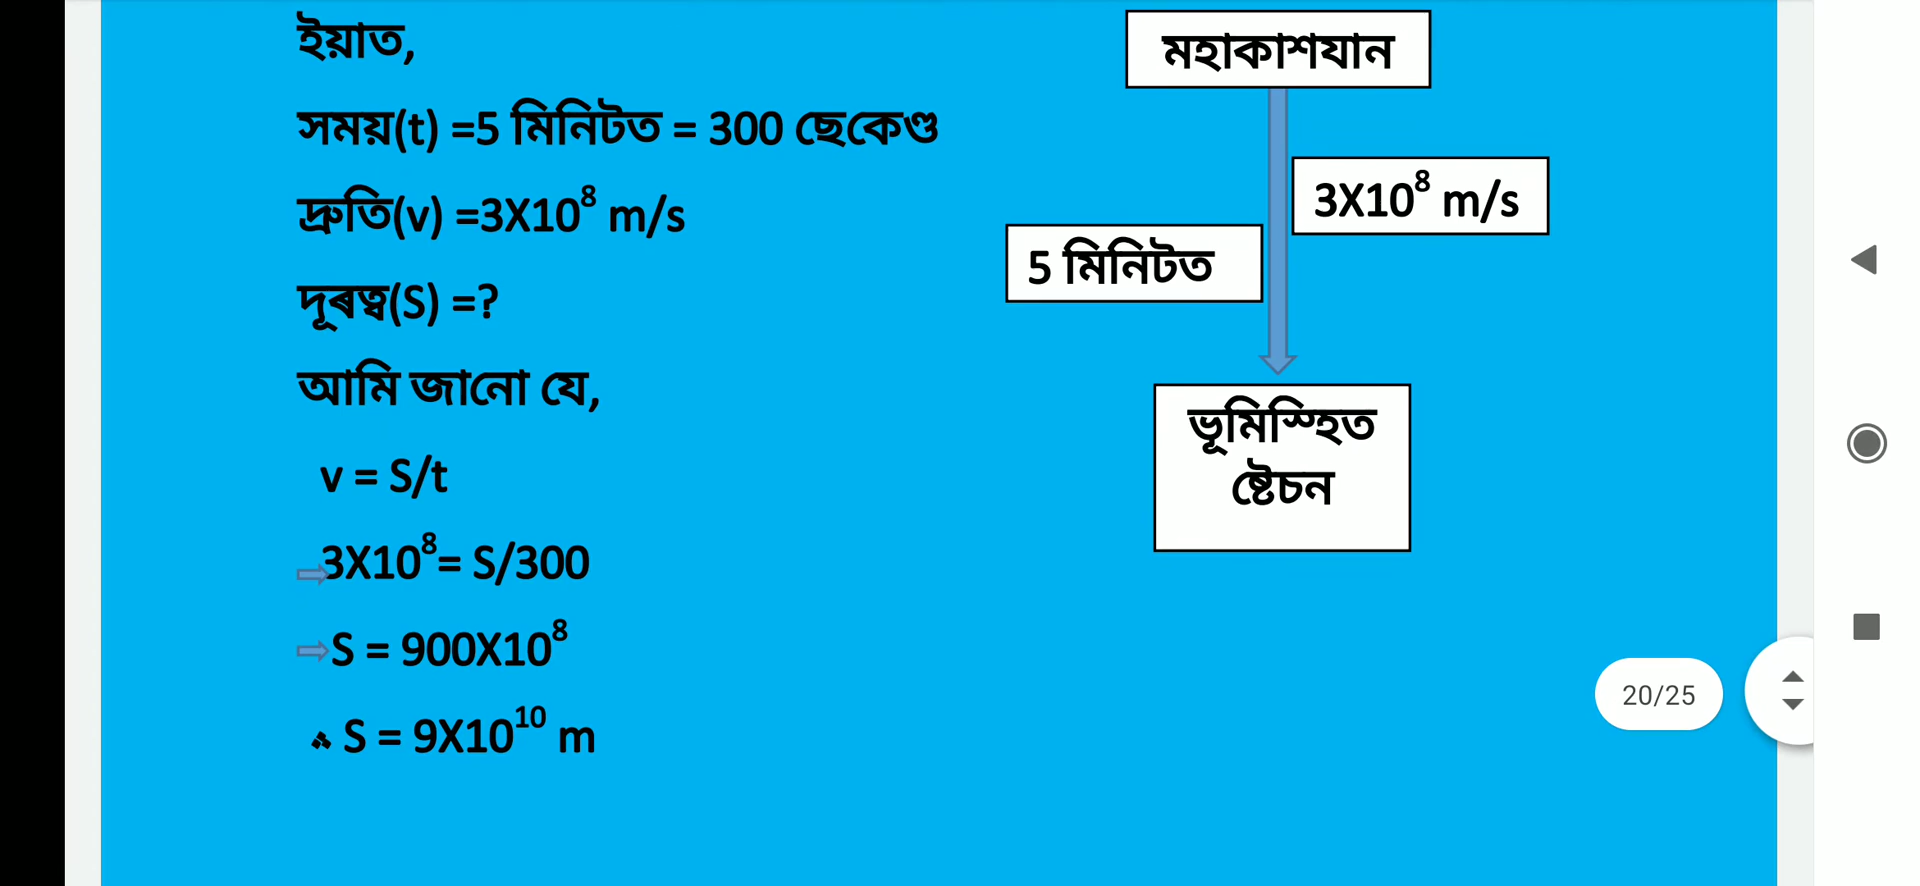 ইয়াত,
সময়(t) =5 মিনিটত = 300 ছেকেণ্ড
দ্ৰুতি(v) =3X10⁸ m/s
দূৰত্ব(S) =?
আমি জানো যে,
v = S/t
⇨3X10⁸= S/300
⇨S = 900X10⁸
∴ S = 9X10¹⁰ m
মহাকাশযান
3X10⁸ m/s
5 মিনিটত
ভূমিস্হিত
ষ্টেচন
20/25